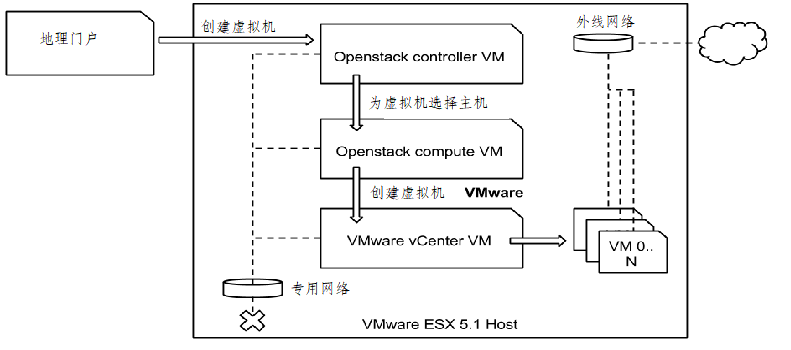 地理门户
创建虚拟机
外线网络
Openstack controller VM
为虚拟机选择主机
Openstack compute VM
创建虚拟机
VMware
VMware vCenter VM
VM 0..
N
专用网络
VMware ESX 5.1 Host